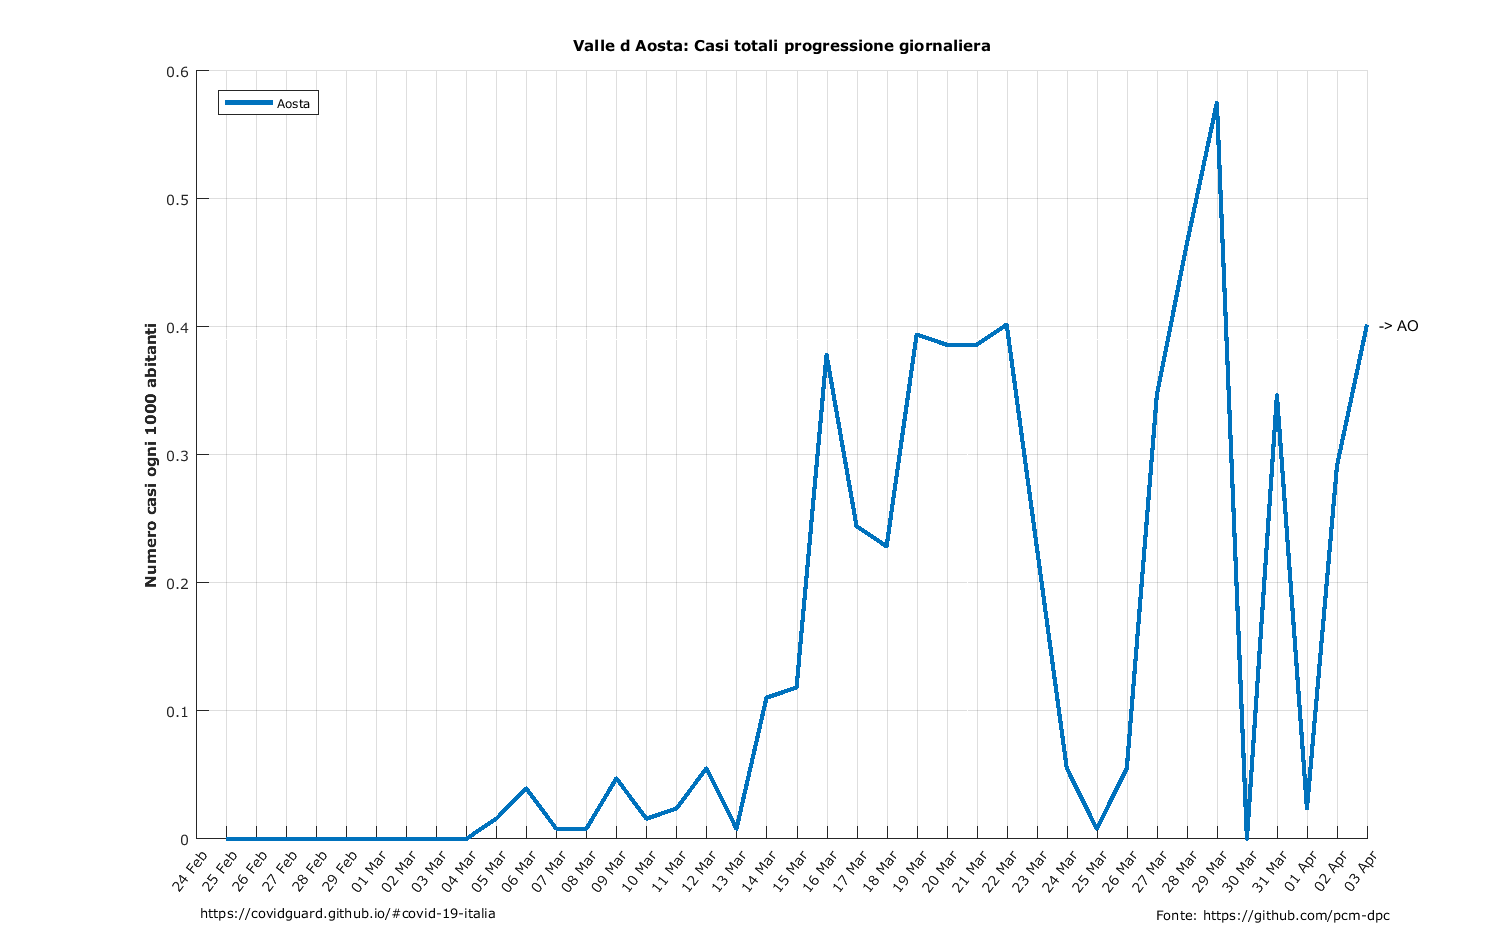 Valle d Aosta: Casi totali progressione giornaliera
Aosta
Numero casi ogni 1000 abitanti
0.6
0.5
0.4
0.3
0.2
0.1
0
-> AO
24 Feb
25 Feb
26 Feb
27 Feb
28 Feb
29 Feb
01 Mar
02 Mar
03 Mar
04 Mar
05 Mar
06 Mar
07 Mar
08 Mar
09 Mar
10 Mar
11 Mar
12 Mar
13 Mar
14 Mar
15 Mar
16 Mar
17 Mar
18 Mar
19 Mar
20 Mar
21 Mar
22 Mar
23 Mar
24 Mar
25 Mar
26 Mar
27 Mar
28 Mar
29 Mar
30 Mar
31 Mar
01 Apr
02 Apr
03 Apr
https://covidguard.github.io/#covid-19-italia
Fonte: https://github.com/pcm-dpc